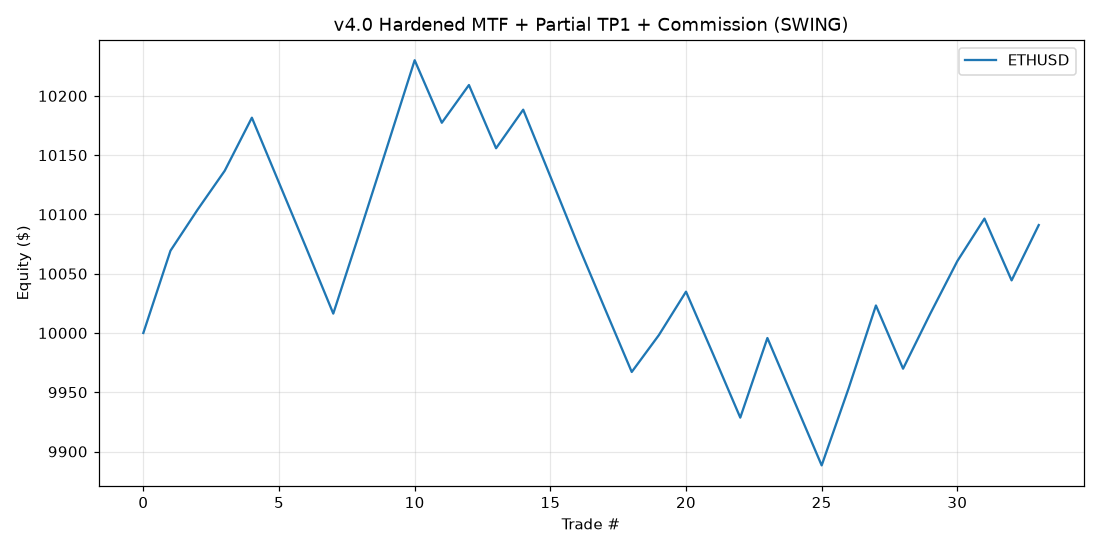 v4.0 Hardened MTF + Partial TP1 + Commission (SWING)
ETHUSD
10200
10150
10100
10050
10000
9950
9900
Equity ($)
0 5 10 15 20 25 30
Trade #